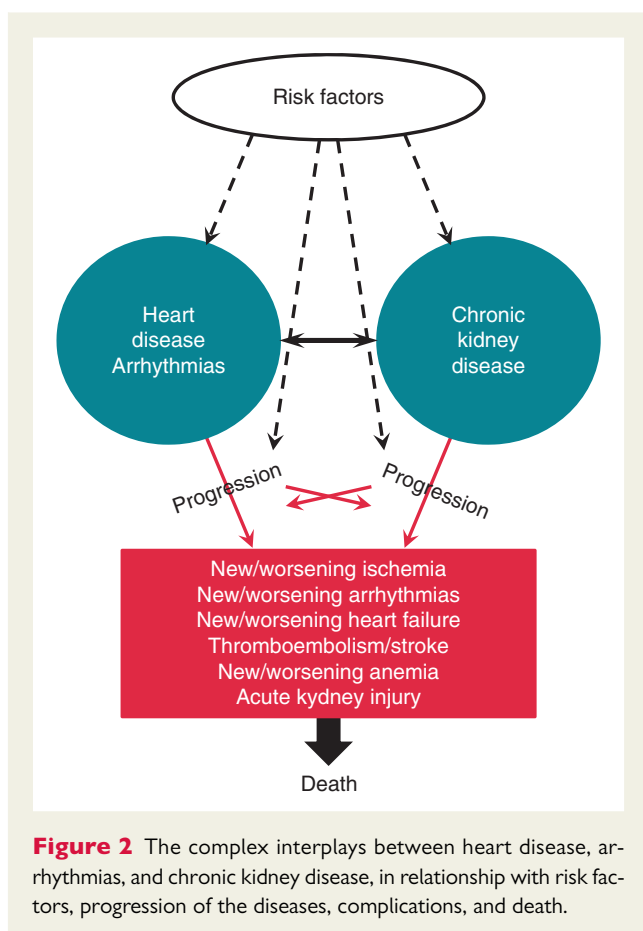 Risk factors
Heart
disease
Arrhythmias
Chronic
kidney
disease
Progression
Progression
New/worsening ischemia
New/worsening arrhythmias
New/worsening heart failure
Thromboembolism/stroke
New/worsening anemia
Acute kydney injury
Death
Figure 2 The complex interplays between heart disease, ar-
rhythmias, and chronic kidney disease, in relationship with risk fac-
tors, progression of the diseases, complications, and death.